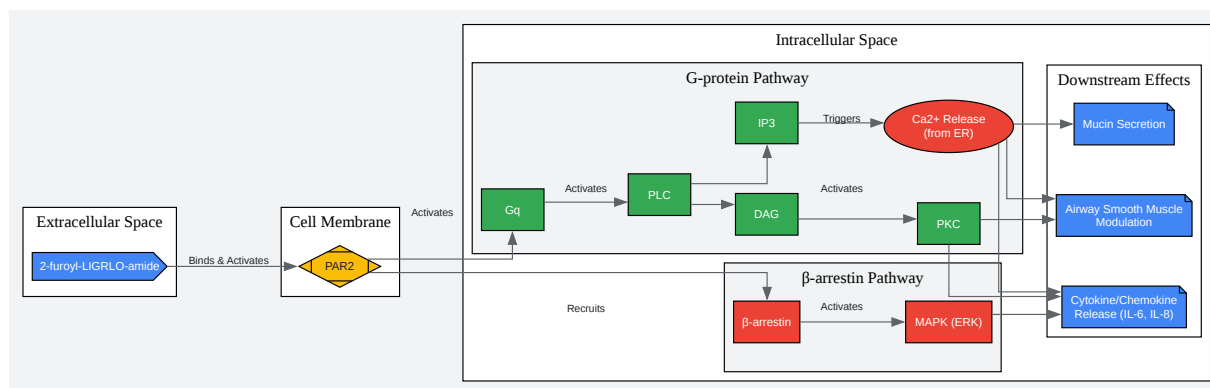 Intracellular Space
G-protein Pathway
Downstream Effects
IP3
Triggers
Ca2+ Release
(from ER)
Mucin Secretion
Activates
Activates
Gq
PLC
DAG
PKC
Airway Smooth Muscle
Modulation
Extracellular Space
Cell Membrane
Activates
2-furoyl-LIGRLO-amide
Binds & Activates
PAR2
β-arrestin Pathway
Recruits
β-arrestin
Activates
MAPK (ERK)
Cytokine/Chemokine
Release (IL-6, IL-8)